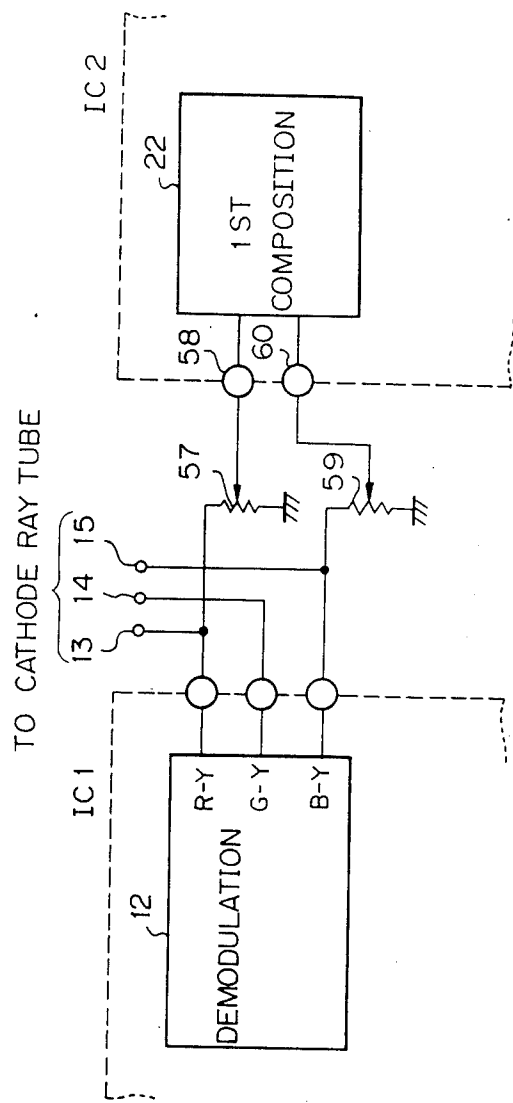 TO CATHODE RAY TUBE
13 14 15
IC1
12
DEMODULATION
R-Y
G-Y
B-Y
57
59
58
60
IC2
22
1ST
COMPOSITION